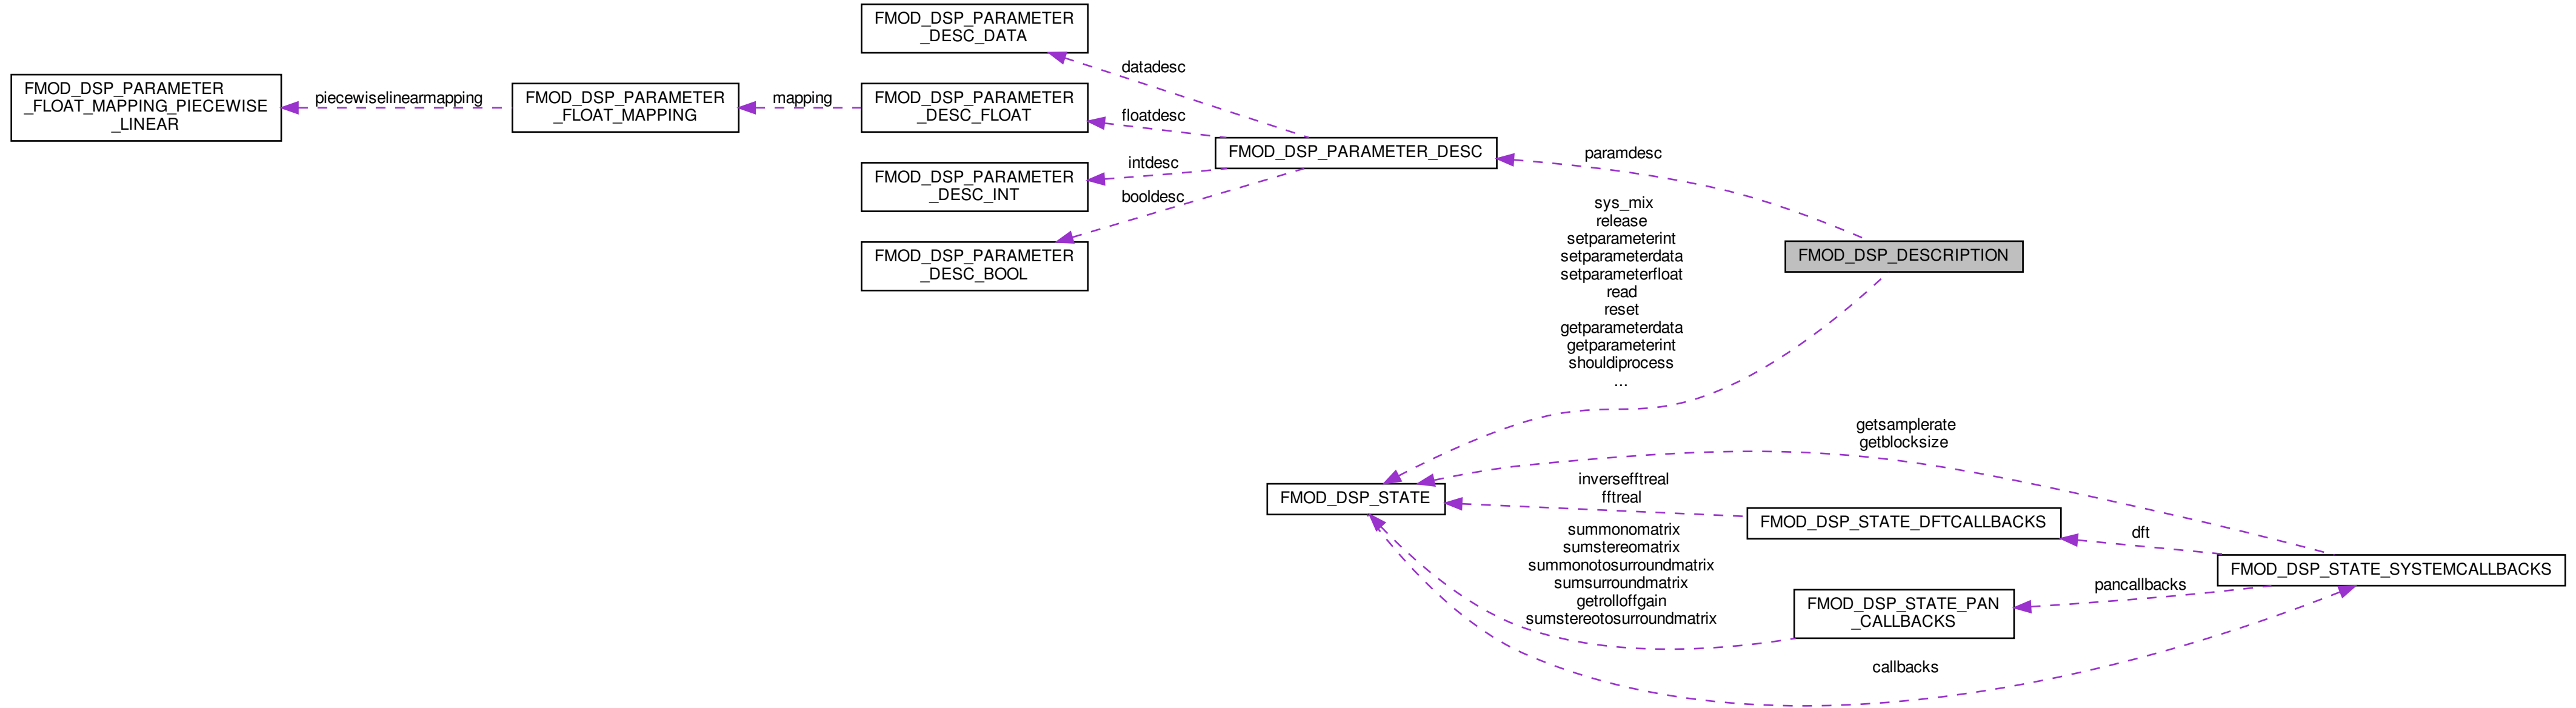 FMOD_DSP_PARAMETER
_DESC_DATA
datadesc
FMOD_DSP_PARAMETER
_FLOAT_MAPPING_PIECEWISE
_LINEAR
piecewiselinearmapping
FMOD_DSP_PARAMETER
_FLOAT_MAPPING
mapping
FMOD_DSP_PARAMETER
_DESC_FLOAT
floatdesc
FMOD_DSP_PARAMETER_DESC
paramdesc
FMOD_DSP_PARAMETER
_DESC_INT
intdesc
booldesc
FMOD_DSP_PARAMETER
_DESC_BOOL
FMOD_DSP_DESCRIPTION
sys_mix
release
setparameterint
setparameterdata
setparameterfloat
read
reset
getparameterdata
getparameterint
shouldiprocess
...
getsamplerate
getblocksize
FMOD_DSP_STATE
inversefftreal
fftreal
FMOD_DSP_STATE_DFTCALLBACKS
dft
FMOD_DSP_STATE_SYSTEMCALLBACKS
summonomatrix
sumstereomatrix
summonotosurroundmatrix
sumsurroundmatrix
getrolloffgain
sumstereotosurroundmatrix
FMOD_DSP_STATE_PAN
_CALLBACKS
pancallbacks
callbacks